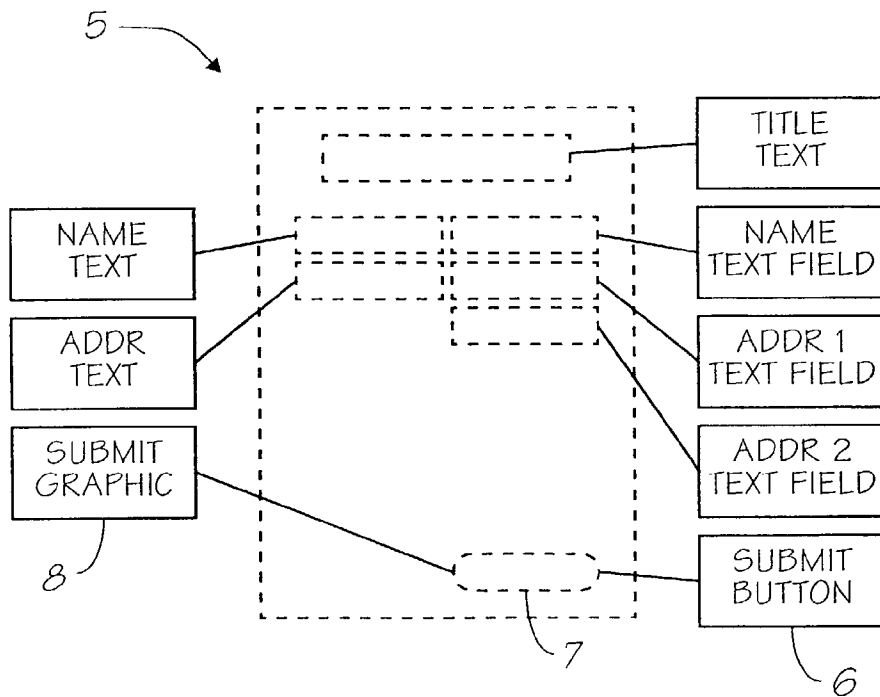 5
TITLE
TEXT
NAME
TEXT
NAME
TEXT FIELD
ADDR
TEXT
ADDR 1
TEXT FIELD
SUBMIT
GRAPHIC
ADDR 2
TEXT FIELD
8
SUBMIT
BUTTON
7
6